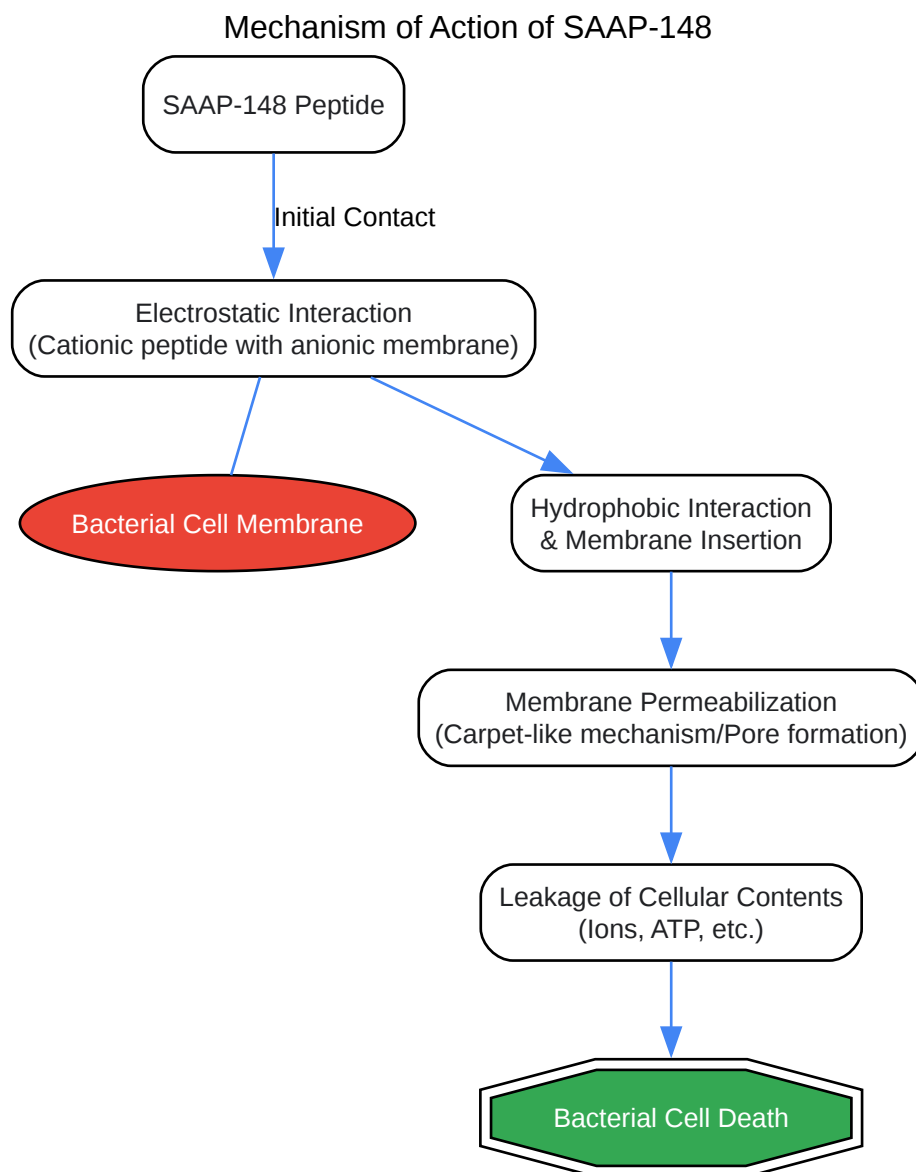 Mechanism of Action of SAAP-148
SAAP-148 Peptide
Initial Contact
Electrostatic Interaction
(Cationic peptide with anionic membrane)
Bacterial Cell Membrane
Hydrophobic Interaction
& Membrane Insertion
Membrane Permeabilization
(Carpet-like mechanism/Pore formation)
Leakage of Cellular Contents
(Ions, ATP, etc.)
Bacterial Cell Death